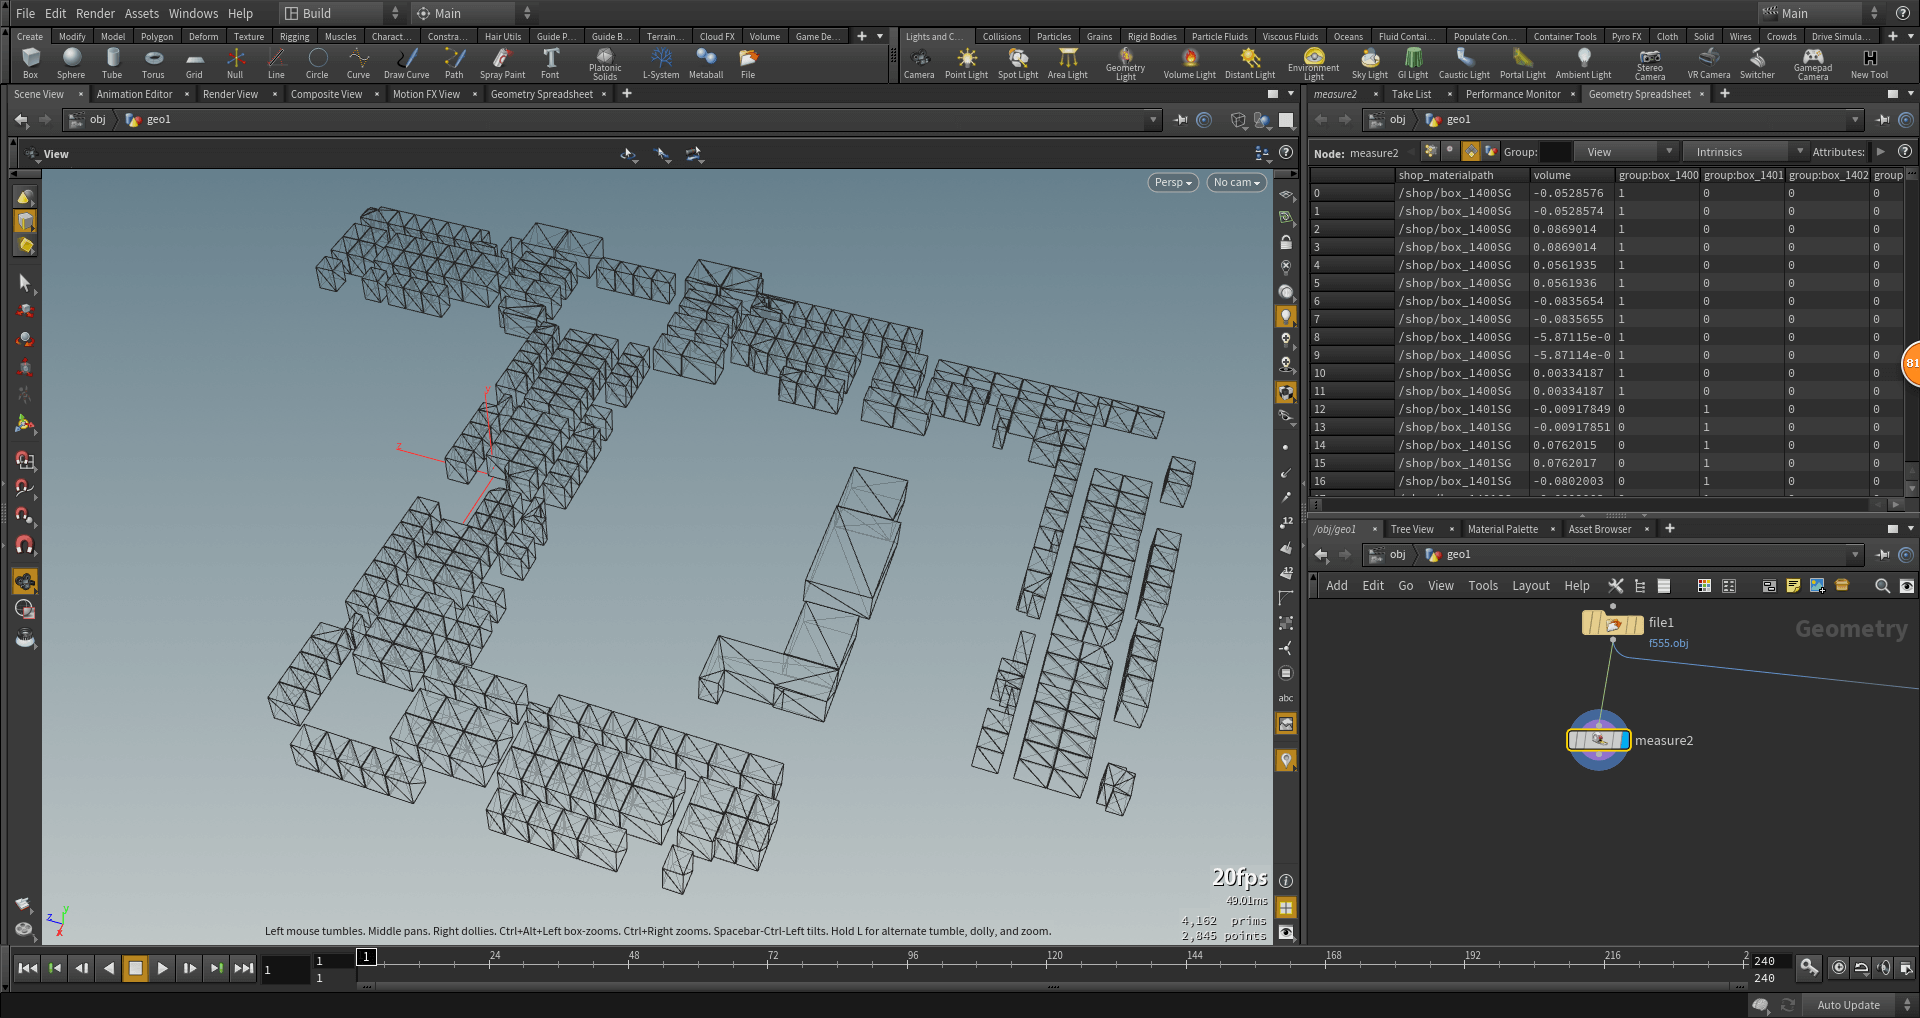 File Edit Render Assets Windows Help Build Main Main
Create Modify Model Polygon Deform Texture Rigging Muscles Charact... Constra... Hair Utils Guide P... Guide B... Terrain... Cloud FX Volume Game De...
Lights and C... Collisions Particles Grains Rigid Bodies Particle Fluids Viscous Fluids Oceans Fluid Contai... Populate Con... Container Tools Pyro FX Cloth Solid Wires Crowds Drive Simula...
Box Sphere Tube Torus Grid Null Line Circle Curve Draw Curve Path Spray Paint Font Platonic Solids L-System Metaball File
Camera Point Light Spot Light Area Light Geometry Light Volume Light Distant Light Environment Light Sky Light GI Light Caustic Light Portal Light Ambient Light Stereo Camera VR Camera Switcher Gamepad Camera New Tool
Scene View Animation Editor Render View Composite View Motion FX View Geometry Spreadsheet
obj geo1
View
Persp No cam
z y
12
12
abc
20fps
49.01ms
4,162 prims
2,845 points
Left mouse tumbles. Middle pans. Right dollies. Ctrl+Alt+Left box-zooms. Ctrl+Right zooms. Spacebar-Ctrl-Left tilts. Hold L for alternate tumble, dolly, and zoom.
z y x
measure2 Take List Performance Monitor Geometry Spreadsheet
obj geo1
Node: measure2 Group: View Intrinsics Attributes:
shop_materialpath volume group:box_1400 group:box_1401 group:box_1402 group
0 /shop/box_1400SG -0.0528576 1 0 0 0
1 /shop/box_1400SG -0.0528574 1 0 0 0
2 /shop/box_1400SG 0.0869014 1 0 0 0
3 /shop/box_1400SG 0.0869014 1 0 0 0
4 /shop/box_1400SG 0.0561935 1 0 0 0
5 /shop/box_1400SG 0.0561936 1 0 0 0
6 /shop/box_1400SG -0.0835654 1 0 0 0
7 /shop/box_1400SG -0.0835655 1 0 0 0
8 /shop/box_1400SG -5.87115e-0 1 0 0 0
9 /shop/box_1400SG -5.87114e-0 1 0 0 0
10 /shop/box_1400SG 0.00334187 1 0 0 0
11 /shop/box_1400SG 0.00334187 1 0 0 0
12 /shop/box_1401SG -0.00917849 0 1 0 0
13 /shop/box_1401SG -0.00917851 0 1 0 0
14 /shop/box_1401SG 0.0762015 0 1 0 0
15 /shop/box_1401SG 0.0762017 0 1 0 0
16 /shop/box_1401SG -0.0802003 0 1 0 0
81
/obj/geo1 Tree View Material Palette Asset Browser
obj geo1
Add Edit Go View Tools Layout Help
Geometry
file1
f555.obj
measure2
1 1 1 1 24 48 72 96 120 144 168 192 216 2 240
240
Auto Update